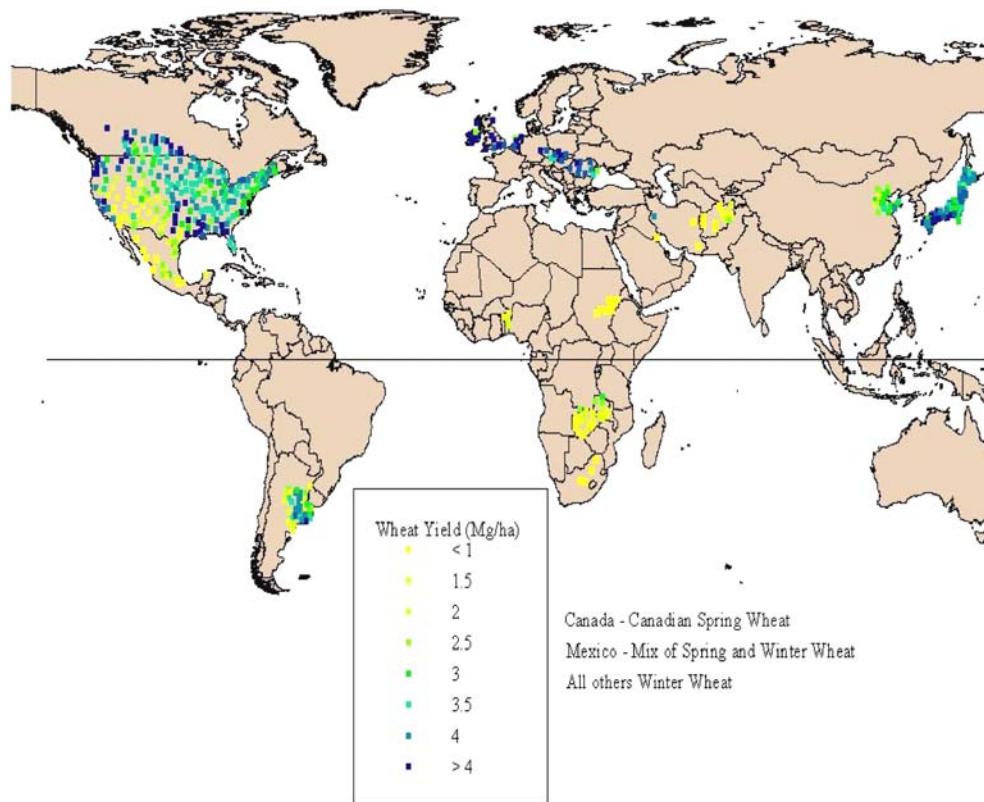 Wheat Yield (Mg/ha)
< 1
1.5
2
2.5
3
3.5
4
> 4
Canada - Canadian Spring Wheat
Mexico - Mix of Spring and Winter Wheat
All others Winter Wheat